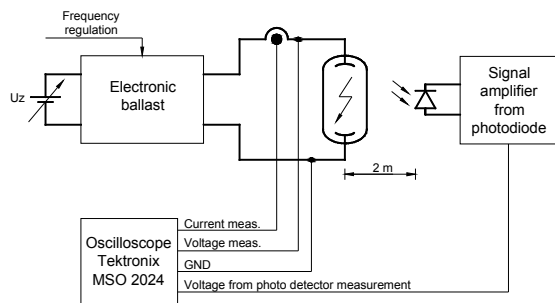 Frequency
regulation
Uz
Electronic
ballast
Signal
amplifier
from
photodiode
2 m
Oscilloscope
Tektronix
MSO 2024
Current meas.
Voltage meas.
GND
Voltage from photo detector measurement